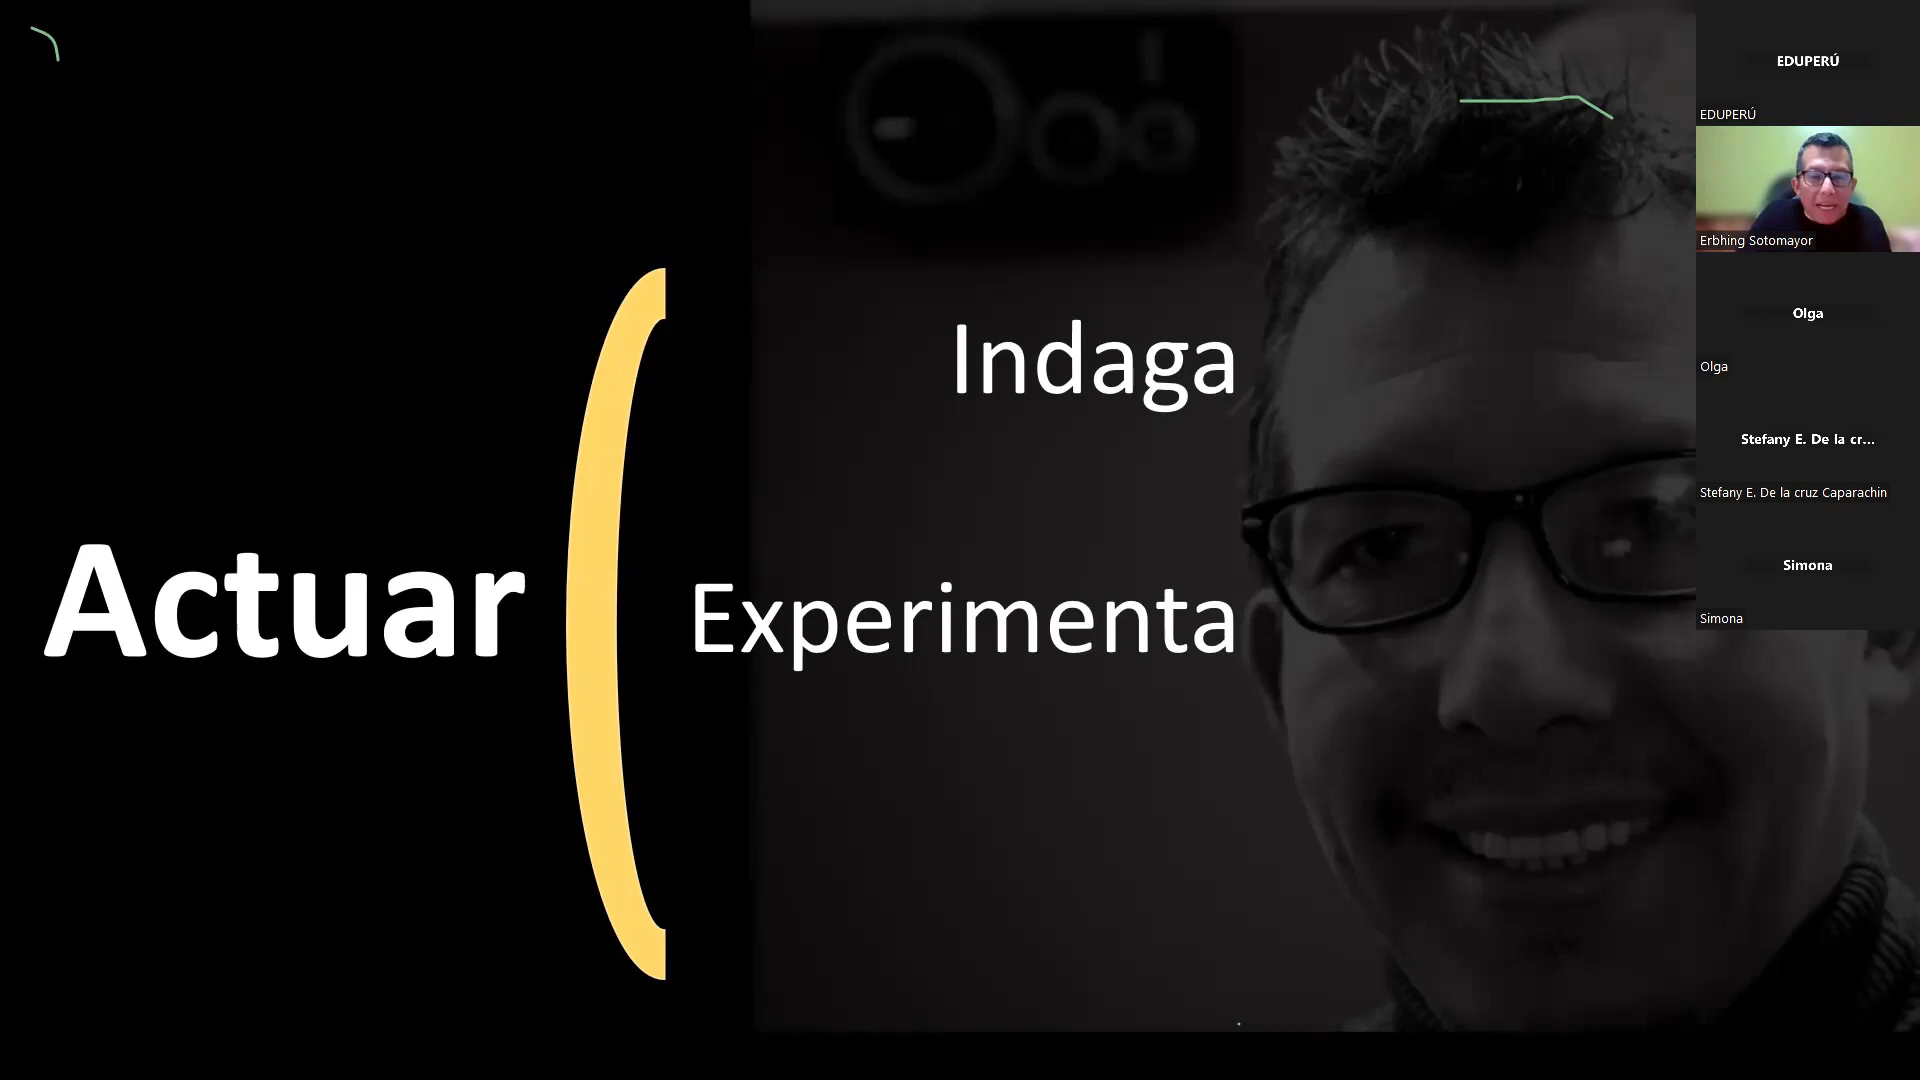 Actuar
Indaga
Experimenta
EDUPERÚ
EDUPERÚ
Erbhing Sotomayor
Olga
Olga
Stefany E. De la cr...
Stefany E. De la cruz Caparachin
Simona
Simona